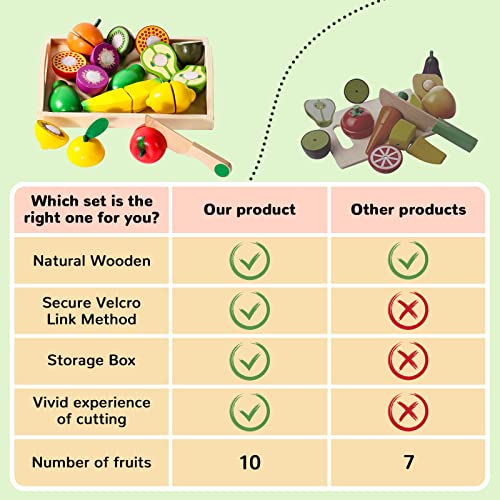 Which set is the
right one for you?
Our product
Other products
Natural Wooden
Secure Velcro
Link Method
Storage Box
Vivid experience
of cutting
Number of fruits
10
7